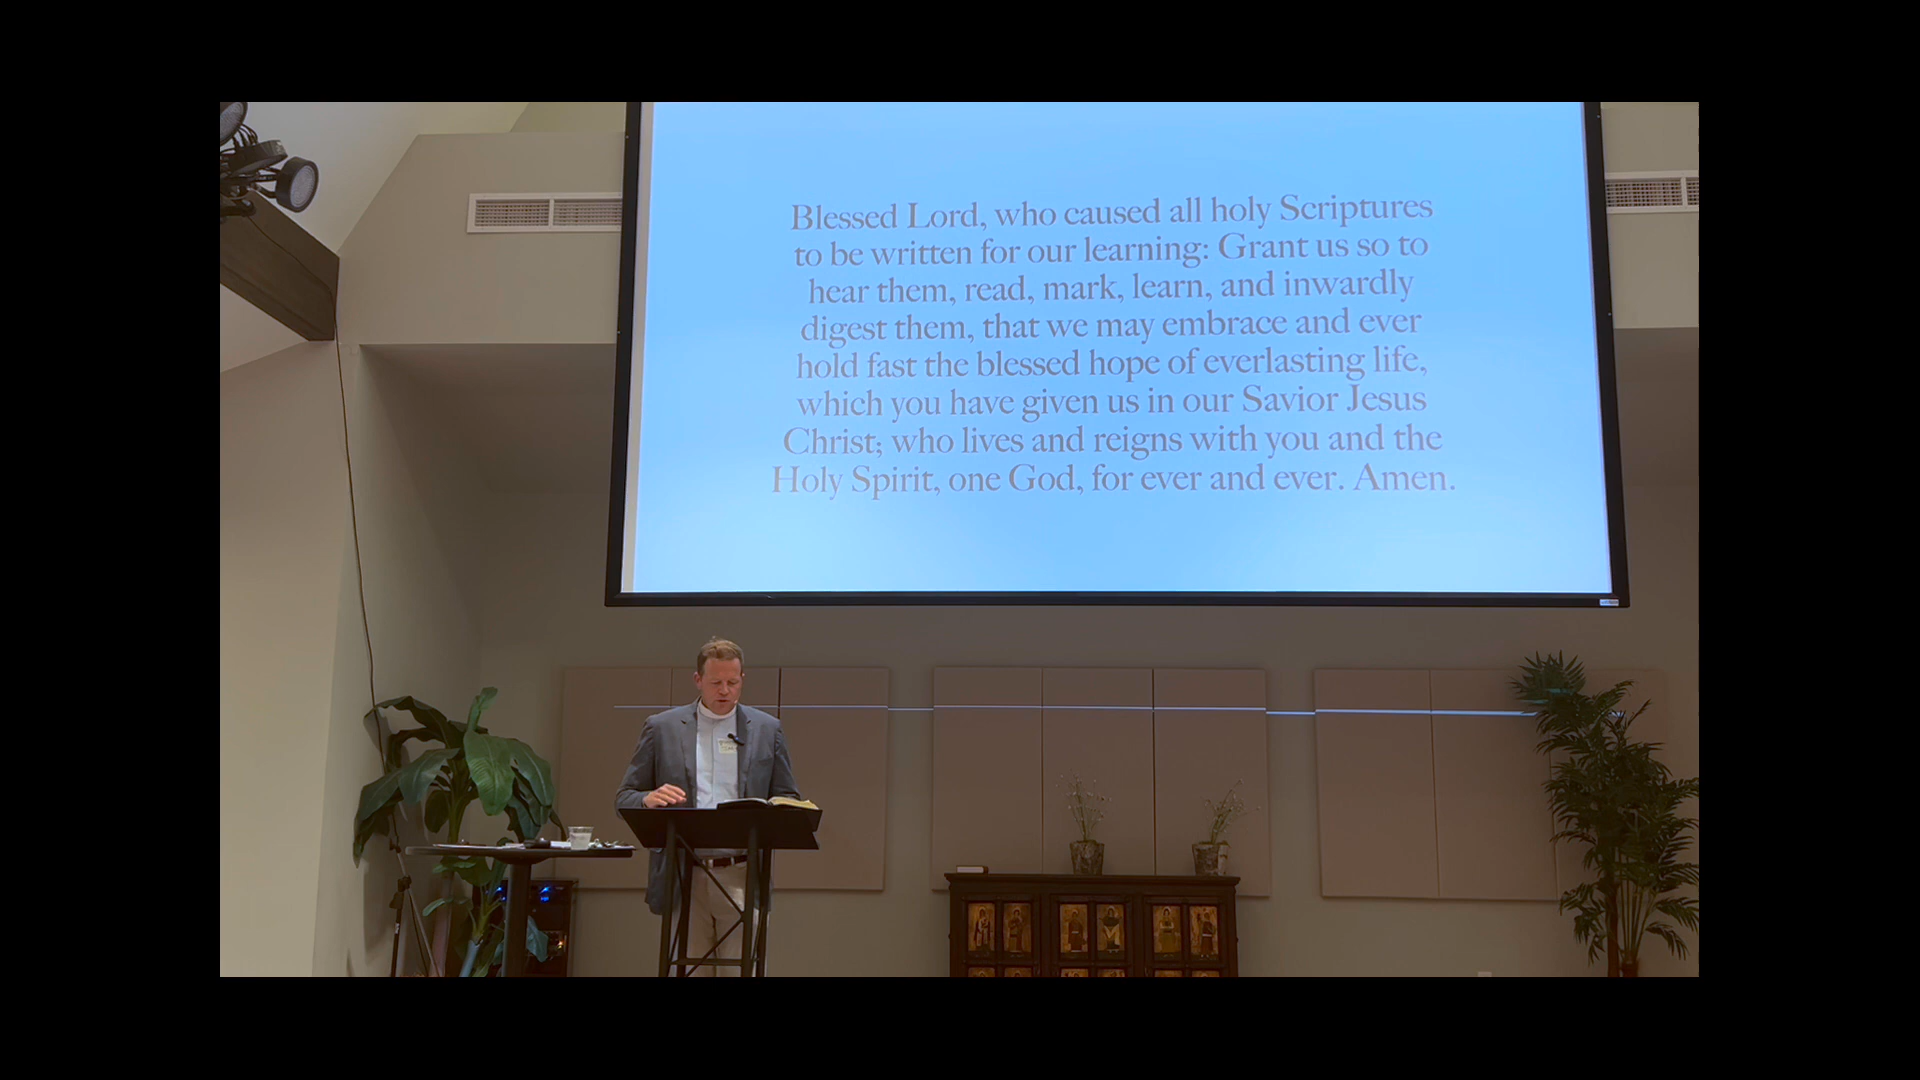 Blessed Lord, who caused all holy Scriptures
to be written for our learning: Grant us so to
hear them, read, mark, learn, and inwardly
digest them, that we may embrace and ever
hold fast the blessed hope of everlasting life,
which you have given us in our Savior Jesus
Christ; who lives and reigns with you and the
Holy Spirit, one God, for ever and ever. Amen.